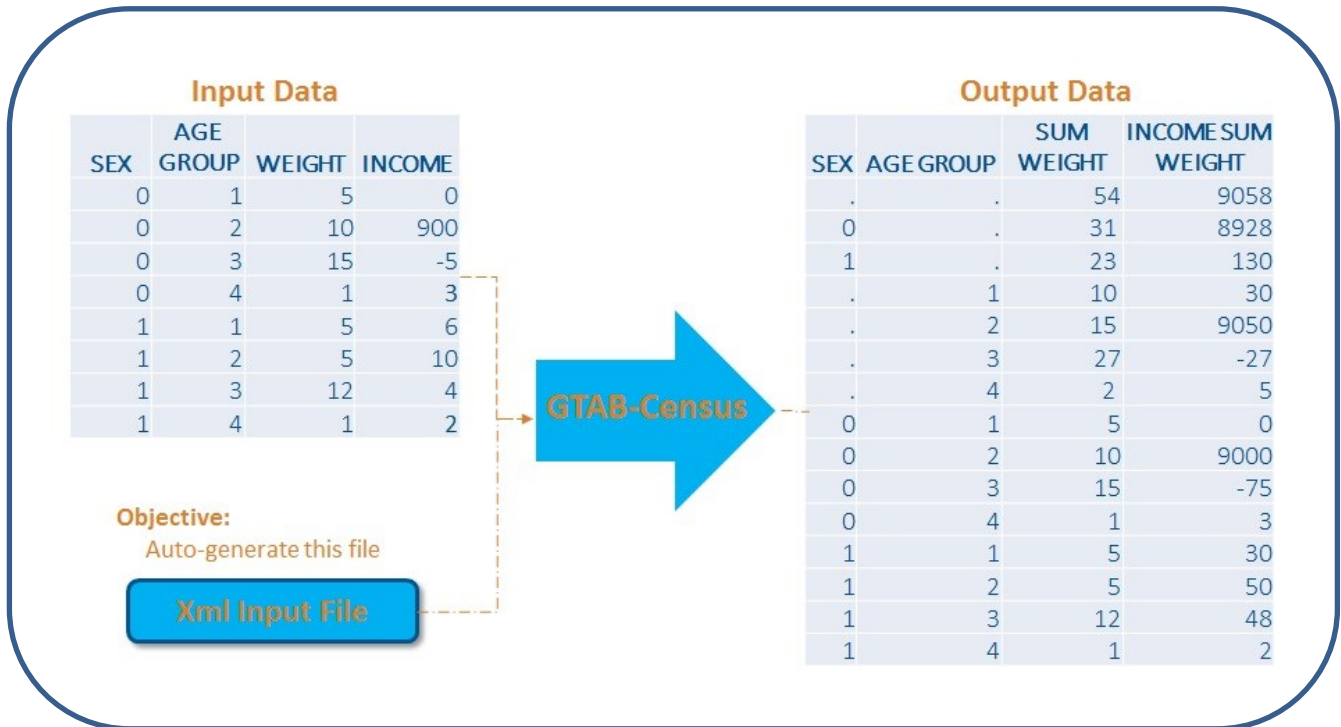 Input Data
SEX AGE GROUP WEIGHT INCOME
0 1 5 0
0 2 10 900
0 3 15 -5
0 4 1 3
1 1 5 6
1 2 5 10
1 3 12 4
1 4 1 2
Objective:
Auto-generate this file
Xml Input File
GTAB-Census
Output Data
SEX AGE GROUP SUM WEIGHT INCOME SUM WEIGHT
. . 54 9058
0 . 31 8928
1 . 23 130
. 1 10 30
. 2 15 9050
. 3 27 -27
. 4 2 5
0 1 5 0
0 2 10 9000
0 3 15 -75
0 4 1 3
1 1 5 30
1 2 5 50
1 3 12 48
1 4 1 2